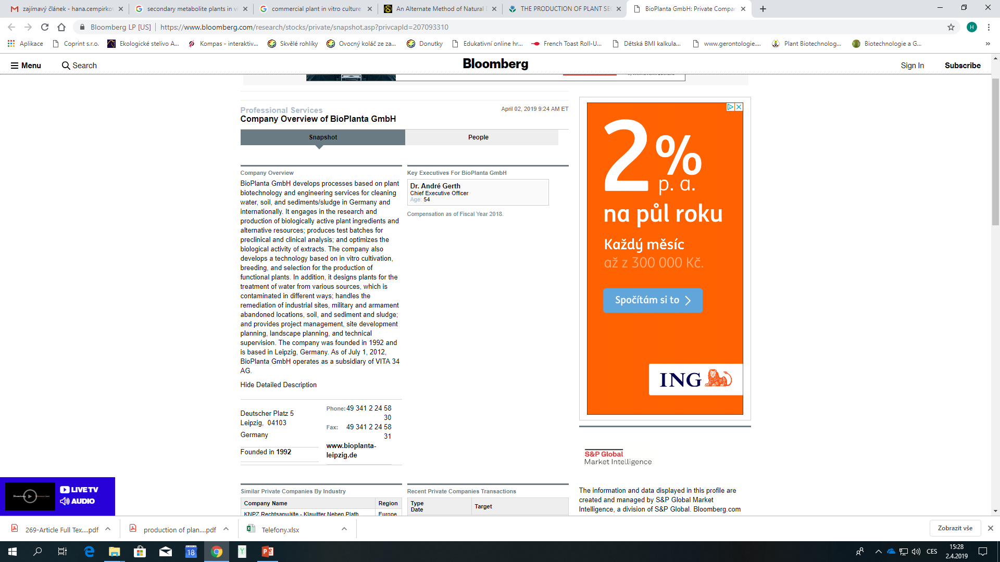 zajímavý článek - hana.cempirkov
secondary metabolite plants in vi
commercial plant in vitro culture
An Alternate Method of Natural D
THE PRODUCTION OF PLANT SEC
BioPlanta GmbH: Private Compan
Bloomberg LP [US]
https://www.bloomberg.com/research/stocks/private/snapshot.asp?privcapId=207093310
H
Aplikace
Coprint s.r.o.
Ekologické stelivo A...
Kompas - interaktiv...
Skvělé rohlíky
Ovocný koláč ze za...
Donutky
Edukativní online hr...
French Toast Roll-U...
Dětská BMI kalkula...
www.gerontologie....
Plant Biotechnolog...
Biotechnologie a G...
»
Menu
Search
Bloomberg
Sign In
Subscribe
Professional Services
April 02, 2019 9:24 AM ET
Company Overview of BioPlanta GmbH
Snapshot
People
Company Overview
BioPlanta GmbH develops processes based on plant
biotechnology and engineering services for cleaning
water, soil, and sediments/sludge in Germany and
internationally. It engages in the research and
production of biologically active plant ingredients and
alternative resources; produces test batches for
preclinical and clinical analysis; and optimizes the
biological activity of extracts. The company also
develops a technology based on in vitro cultivation,
breeding, and selection for the production of
functional plants. In addition, it designs plants for the
treatment of water from various sources, which is
contaminated in different ways; handles the
remediation of industrial sites, military and armament
abandoned locations, soil, and sediment and sludge;
and provides project management, site development
planning, landscape planning, and technical
supervision. The company was founded in 1992 and
is based in Leipzig, Germany. As of July 1, 2012,
BioPlanta GmbH operates as a subsidiary of VITA 34
AG.
Hide Detailed Description
Deutscher Platz 5
Leipzig, 04103
Germany
Founded in 1992
Phone: 49 341 2 24 58
30
Fax: 49 341 2 24 58
31
www.bioplanta-
leipzig.de
Key Executives For BioPlanta GmbH
Dr. André Gerth
Chief Executive Officer
Age: 54
Compensation as of Fiscal Year 2018.
2%
p. a.
na půl roku
Každý měsíc
až z 300 000 Kč.
Spočítám si to
ING
S&P Global
Market Intelligence
The information and data displayed in this profile are
created and managed by S&P Global Market
Intelligence, a division of S&P Global. Bloomberg.com
Similar Private Companies By Industry
Company Name
Region
KNPZ Rechtsanwälte - Klawitter Neben Plath
Europe
Recent Private Companies Transactions
Type
Date
Target
LIVE TV
AUDIO
269-Article Full Tex....pdf
production of plan....pdf
Telefony.xlsx
Zobrazit vše
18
CES
15:28
2.4.2019